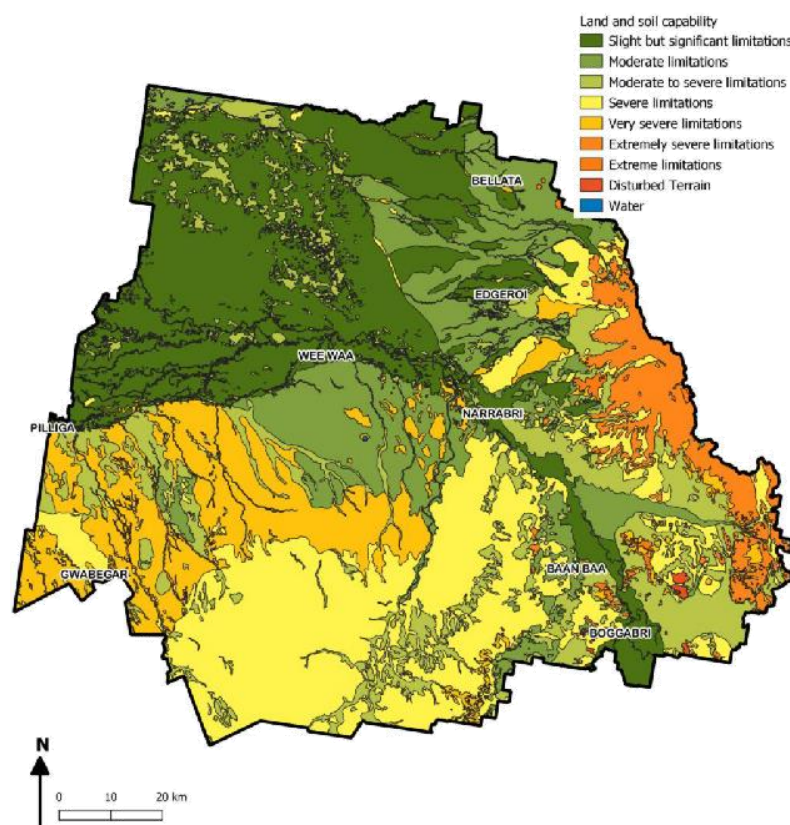 Land and soil capability
Slight but significant limitations
Moderate limitations
Moderate to severe limitations
Severe limitations
Very severe limitations
Extremely severe limitations
Extreme limitations
Disturbed Terrain
Water
BELLATA
EDGEROI
WEE WAA
NARRABRI
PILLIGA
GWABEGAR
BAAN BAA
BOGGABRI
N
0 10 20 km